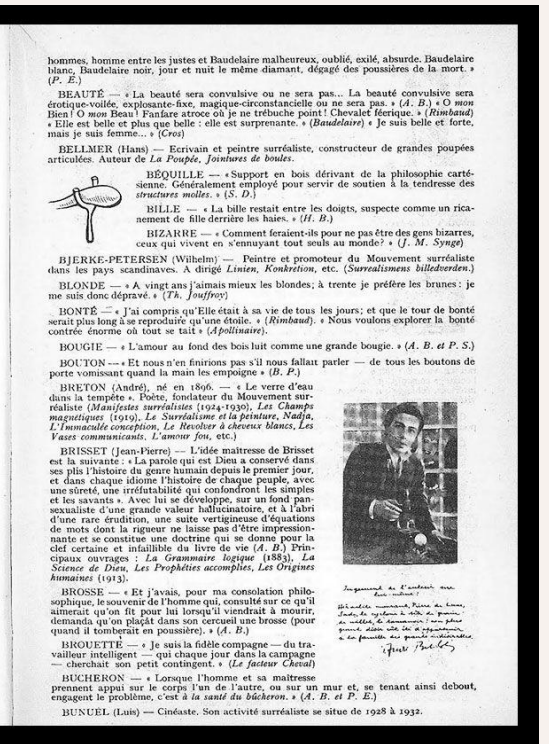 hommes, homme entre les justes et Baudelaire malheureux, oublié, exilé, absurde. Baudelaire
blanc, Baudelaire noir, jour et nuit le même diamant, dégagé des poussières de la mort. »
(P. E.)
BEAUTÉ — « La beauté sera convulsive ou ne sera pas... La beauté convulsive sera
érotique-voilée, explosante-fixe, magique-circonstancielle ou ne sera pas. » (A. B.) « O mon
Bien! O mon Beau! Fanfare atroce où je ne trébuche point! Chevalet féerique. » (Rimbaud)
« Elle est belle et plus que belle : elle est surprenante. » (Baudelaire) « Je suis belle et forte,
mais je suis femme... » (Cros)
BELLMER (Hans) — Ecrivain et peintre surréaliste, constructeur de grandes poupées
articulées. Auteur de La Poupée, Jointures de boules.
BÉQUILLE — « Support en bois dérivant de la philosophie carté-
sienne. Généralement employé pour servir de soutien à la tendresse des
structures molles. » (S. D.)
BILLE — « La bille restait entre les doigts, suspecte comme un rica-
nement de fille derrière les haies. » (H. B.)
BIZARRE — « Comment feraient-ils pour ne pas être des gens bizarres,
ceux qui vivent en s'ennuyant tout seuls au monde? » (J. M. Synge)
BJERKE-PETERSEN (Wilhelm) — Peintre et promoteur du Mouvement surréaliste
dans les pays scandinaves. A dirigé Linien, Konkretion, etc. (Surrealismens billedverden.)
BLONDE — « A vingt ans j'aimais mieux les blondes; à trente je préfère les brunes : je
me suis donc dépravé. » (Th. Jouffroy)
BONTÉ — « J'ai compris qu'Elle était à sa vie de tous les jours; et que le tour de bonté
serait plus long à se reproduire qu'une étoile. » (Rimbaud). « Nous voulons explorer la bonté
contrée énorme où tout se tait » (Apollinaire).
BOUGIE — « L'amour au fond des bois luit comme une grande bougie. » (A. B. et P. S.)
BOUTON — « Et nous n'en finirions pas s'il nous fallait parler — de tous les boutons de
porte vomissant quand la main les empoigne » (B. P.)
BRETON (André), né en 1896. — « Le verre d'eau
dans la tempête ». Poète, fondateur du Mouvement sur-
réaliste (Manifestes surréalistes (1924-1930), Les Champs
magnétiques (1919), Le Surréalisme et la peinture, Nadja,
L'Immaculée conception, Le Revolver à cheveux blancs, Les
Vases communicants, L'amour fou, etc.)
BRISSET (Jean-Pierre) — L'idée maîtresse de Brisset
est la suivante : « La parole qui est Dieu a conservé dans
ses plis l'histoire du genre humain depuis le premier jour,
et dans chaque idiome l'histoire de chaque peuple, avec
une sûreté, une irréfutabilité qui confondront les simples
et les savants ». Avec lui se développe, sur un fond pan-
sexualiste d'une grande valeur hallucinatoire, et à l'abri
d'une rare érudition, une suite vertigineuse d'équations
de mots dont la rigueur ne laisse pas d'être impression-
nante et se constitue une doctrine qui se donne pour la
clef certaine et infaillible du livre de vie (A. B.) Prin-
cipaux ouvrages : La Grammaire logique (1883), La
Science de Dieu, Les Prophéties accomplies, Les Origines
humaines (1913).
BROSSE — « Et j'avais, pour ma consolation philo-
sophique, le souvenir de l'homme qui, consulté sur ce qu'il
aimerait qu'on fit pour lui lorsqu'il viendrait à mourir,
demanda qu'on plaçât dans son cercueil une brosse (pour
quand il tomberait en poussière). » (A. B.)
BROUETTE — « Je suis la fidèle compagne — du tra-
vailleur intelligent — qui chaque jour dans la campagne
— cherchait son petit contingent. » (Le facteur Cheval)
BUCHERON — « Lorsque l'homme et sa maîtresse
prennent appui sur le corps l'un de l'autre, ou sur un mur et, se tenant ainsi debout,
engagent le problème, c'est à la santé du bûcheron. » (A. B. et P. E.)
BUNUEL (Luis) — Cinéaste. Son activité surréaliste se situe de 1928 à 1932.
Jugement de l'auteur sur
lui-même :